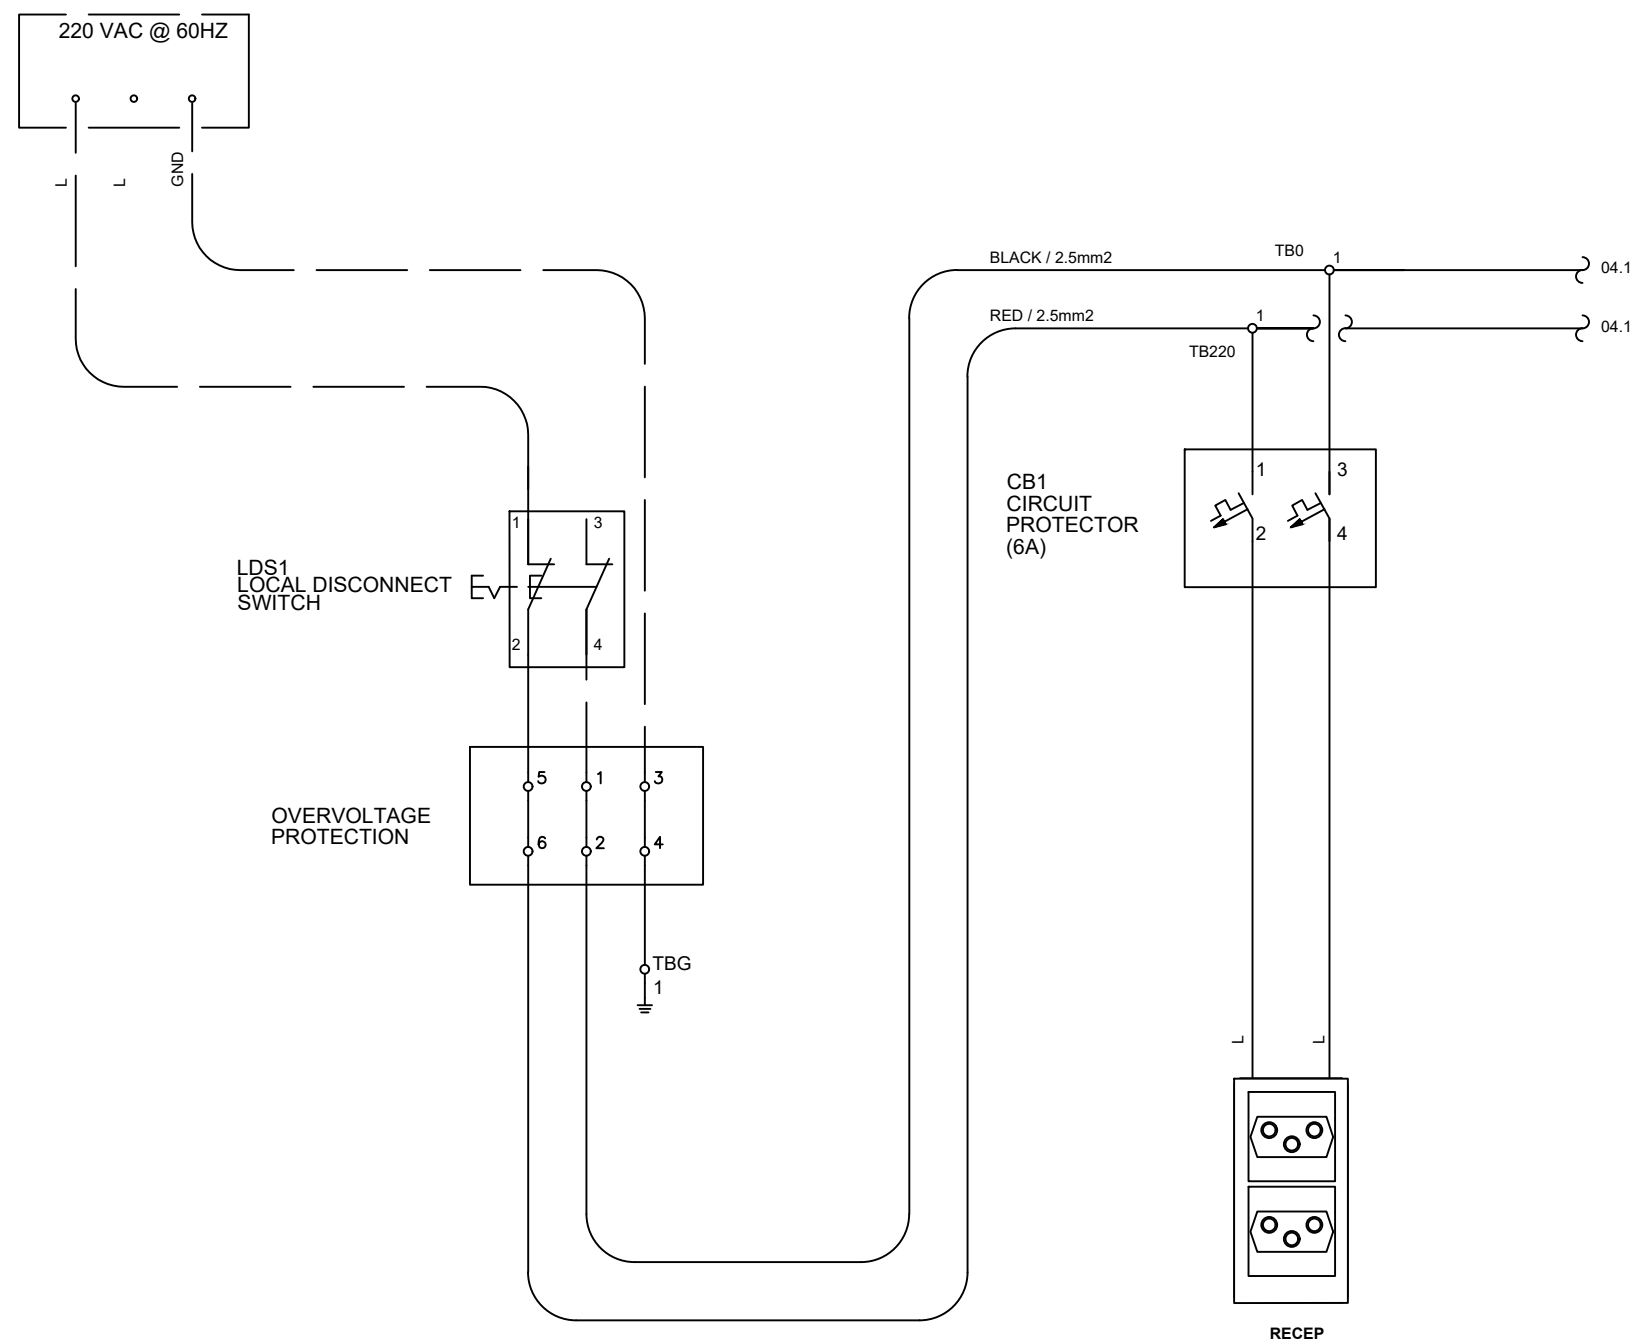 220 VAC @ 60HZ
L
L
GND
BLACK / 2.5mm2
TB0
1
04.1
RED / 2.5mm2
1
04.1
TB220
CB1
CIRCUIT
PROTECTOR
(6A)
1
3
2
4
1
3
LDS1
LOCAL DISCONNECT
SWITCH
2
4
5
1
3
OVERVOLTAGE
PROTECTION
6
2
4
TBG
1
L
L
RECEP